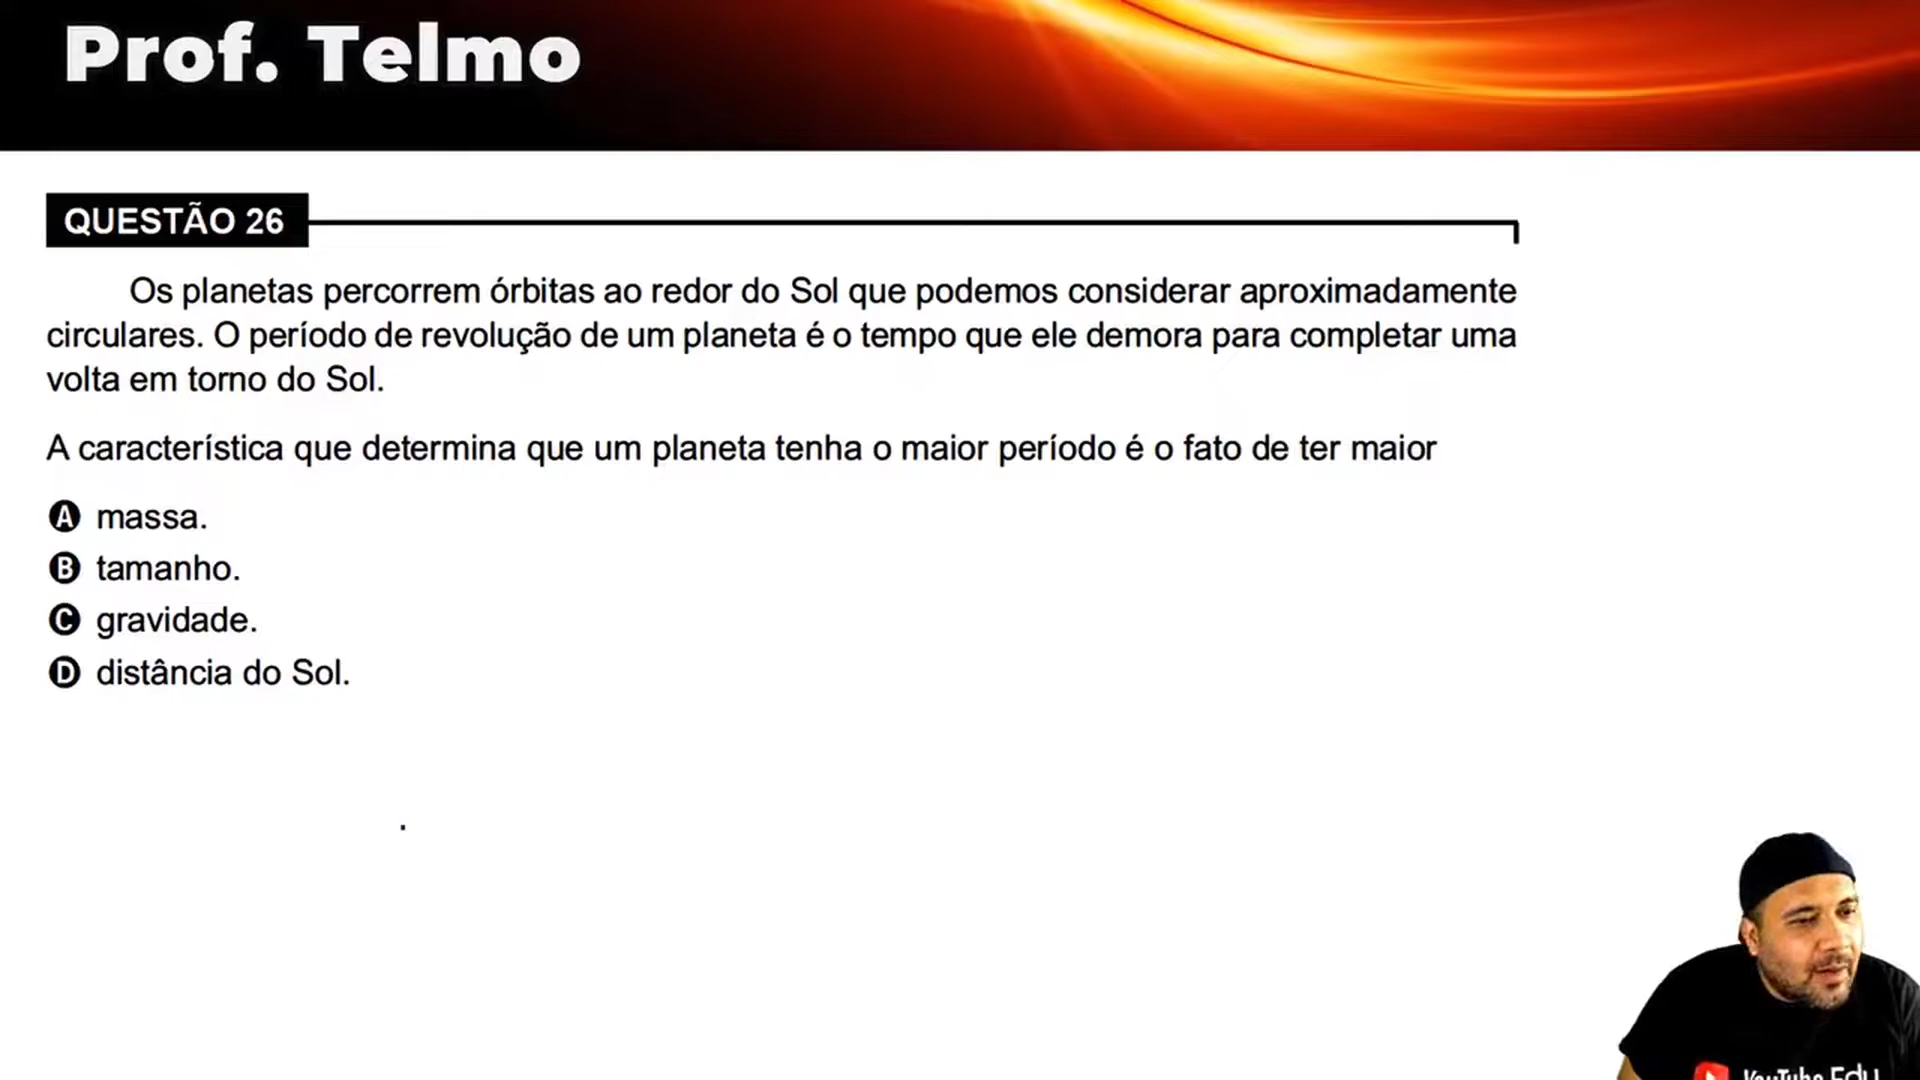 Prof. Telmo
QUESTÃO 26
Os planetas percorrem órbitas ao redor do Sol que podemos considerar aproximadamente
circulares. O período de revolução de um planeta é o tempo que ele demora para completar uma
volta em torno do Sol.
A característica que determina que um planeta tenha o maior período é o fato de ter maior
A massa.
B tamanho.
C gravidade.
D distância do Sol.
YouTube Edu